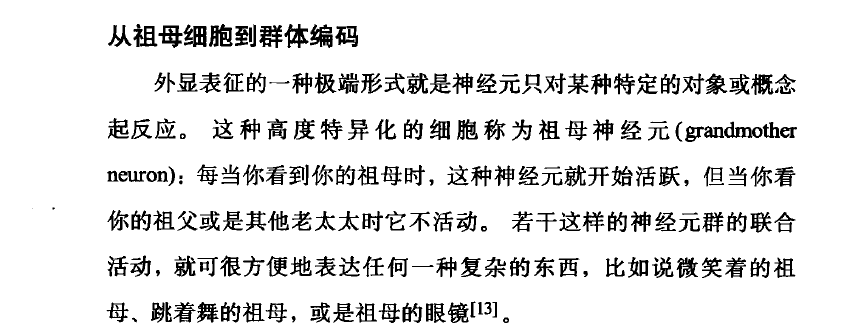 从祖母细胞到群体编码
外显表征的一种极端形式就是神经元只对某种特定的对象或概念
起反应。 这种高度特异化的细胞称为祖母神经元(grandmother
neuron)：每当你看到你的祖母时，这种神经元就开始活跃，但当你看
你的祖父或是其他老太太时它不活动。 若干这样的神经元群的联合
活动，就可很方便地表达任何一种复杂的东西，比如说微笑着的祖
母、跳着舞的祖母，或是祖母的眼镜[13]。